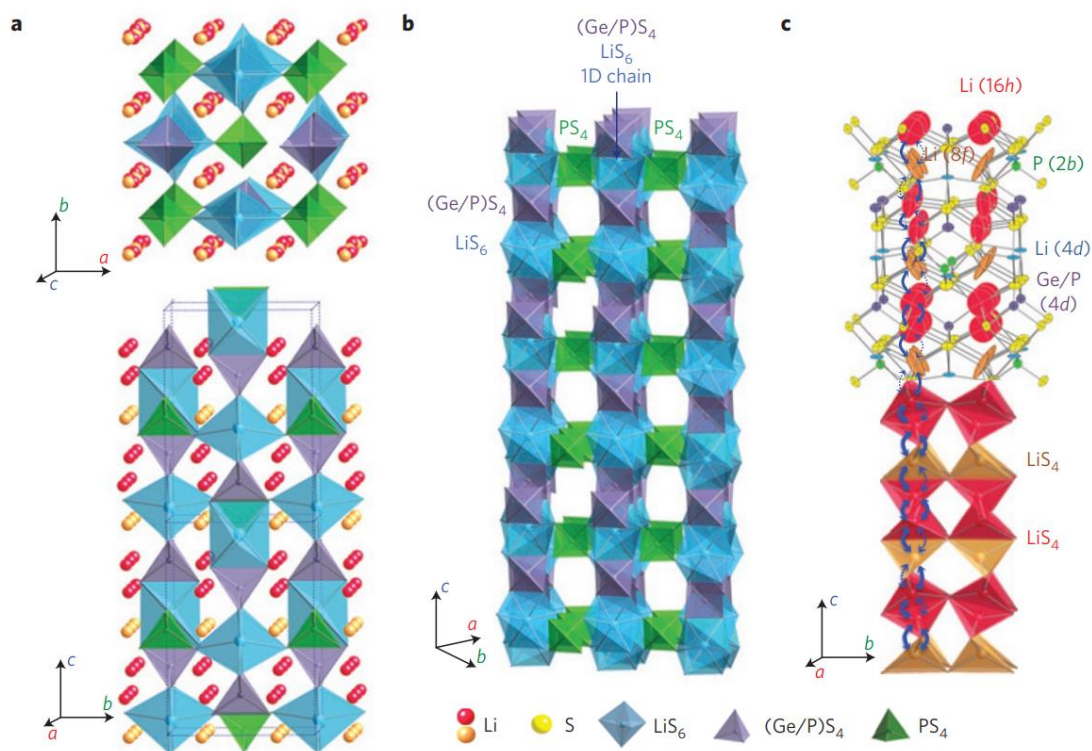 a
b
c
a
c
c
b
a
b
(Ge/P)S₄
LiS₆
1D chain
PS₄
PS₄
(Ge/P)S₄
LiS₆
c
a
b
c
Li (16h)
Li (8f)
P (2b)
Li (4d)
Ge/P
(4d)
LiS₄
LiS₄
c
b
a
Li
S
LiS₆
(Ge/P)S₄
PS₄